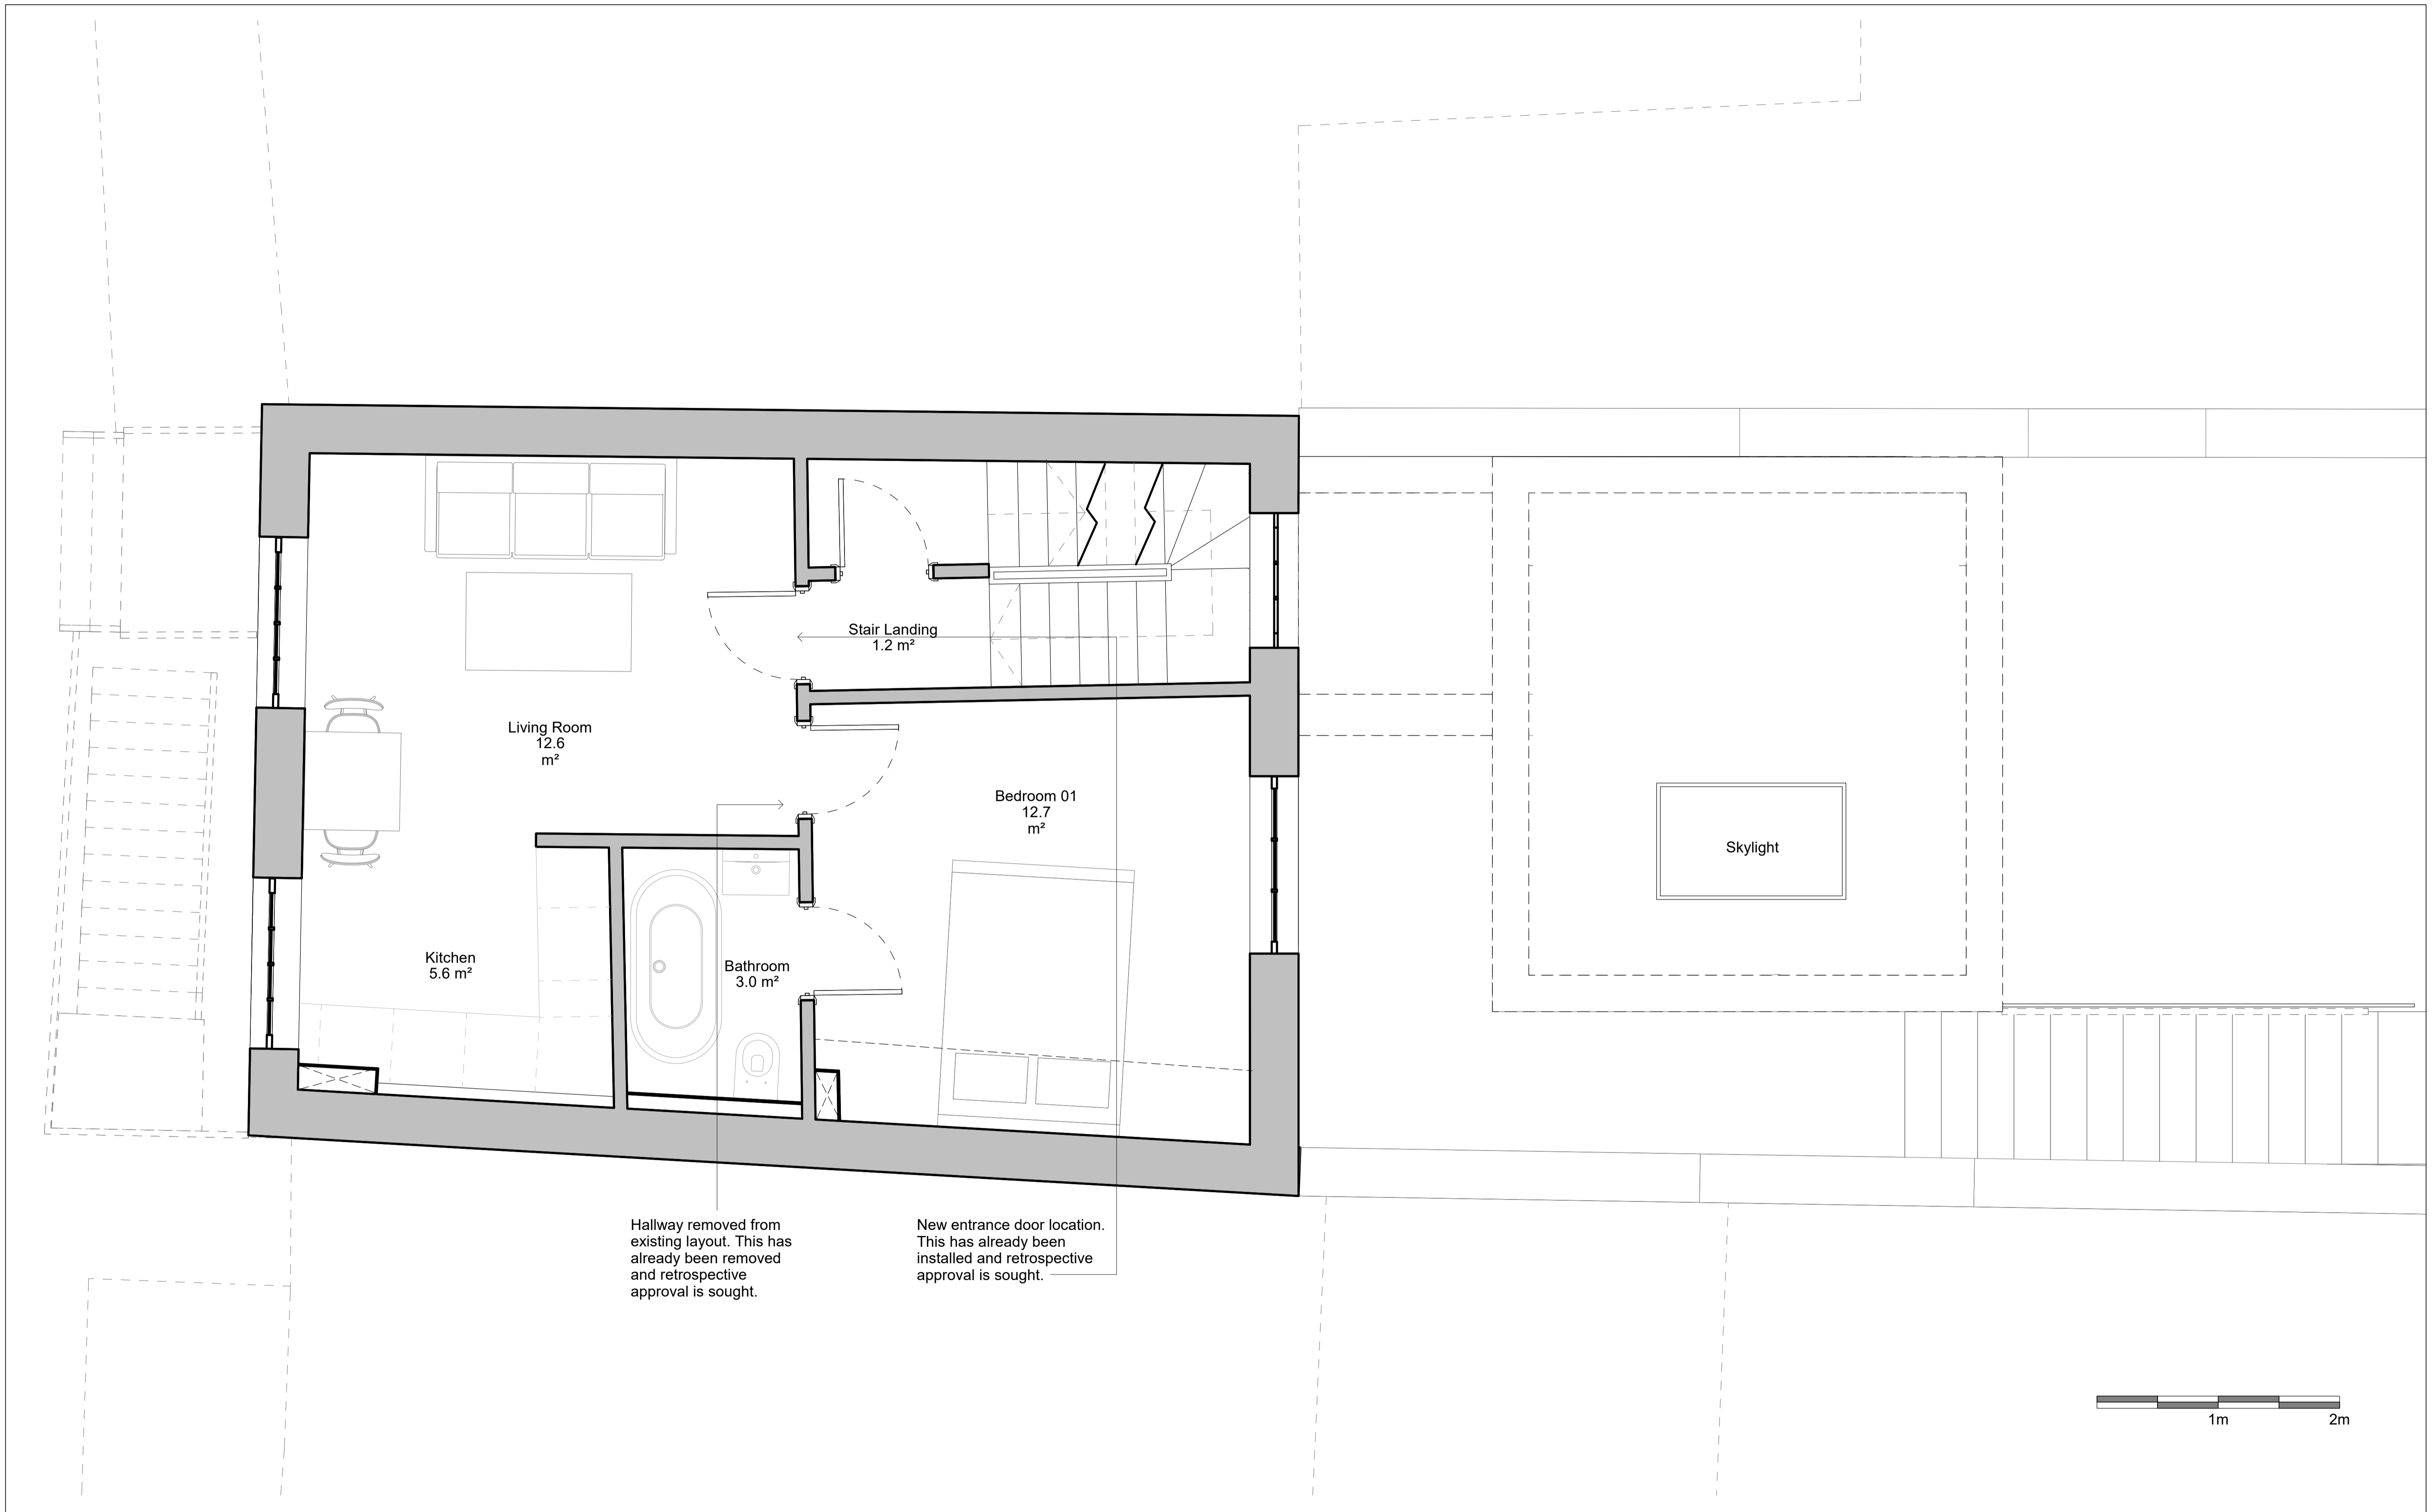 Stair Landing
1.2 m²
Living Room
12.6
m²
Bedroom 01
12.7
m²
Skylight
Kitchen
5.6 m²
Bathroom
3.0 m²
Hallway removed from
existing layout. This has
already been removed
and retrospective
approval is sought.
New entrance door location.
This has already been
installed and retrospective
approval is sought.
1m
2m